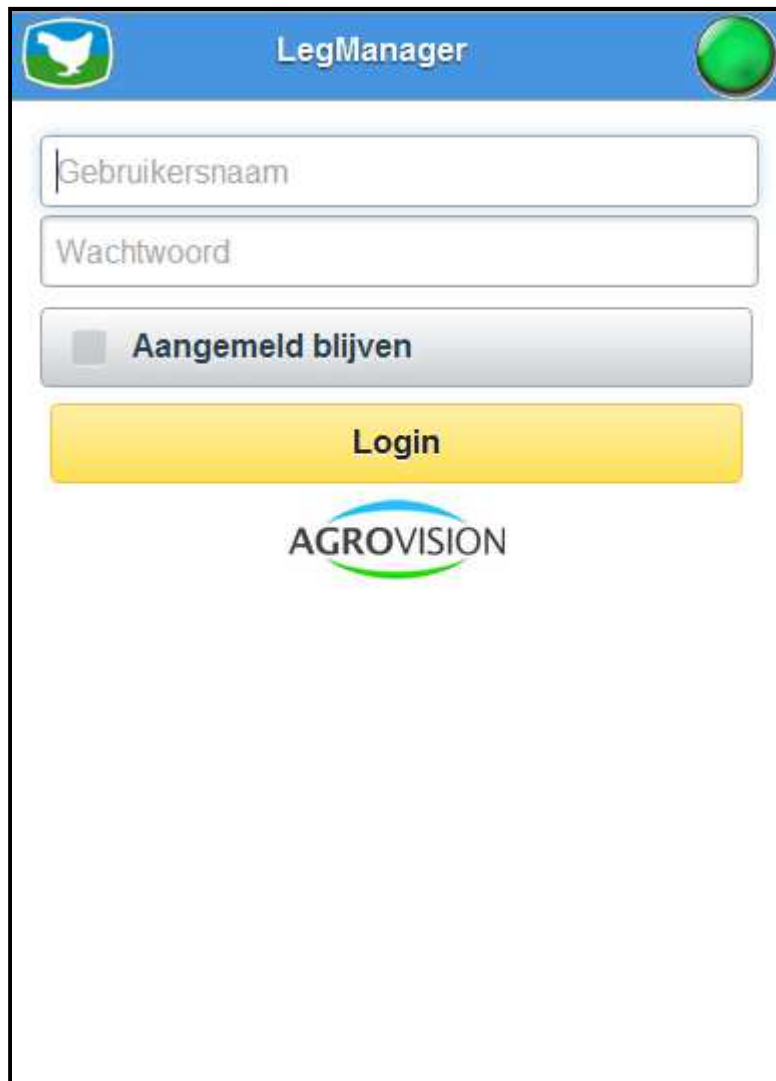 LegManager
Gebruikersnaam
Wachtwoord
Aangemeld blijven
Login
AGROVISION